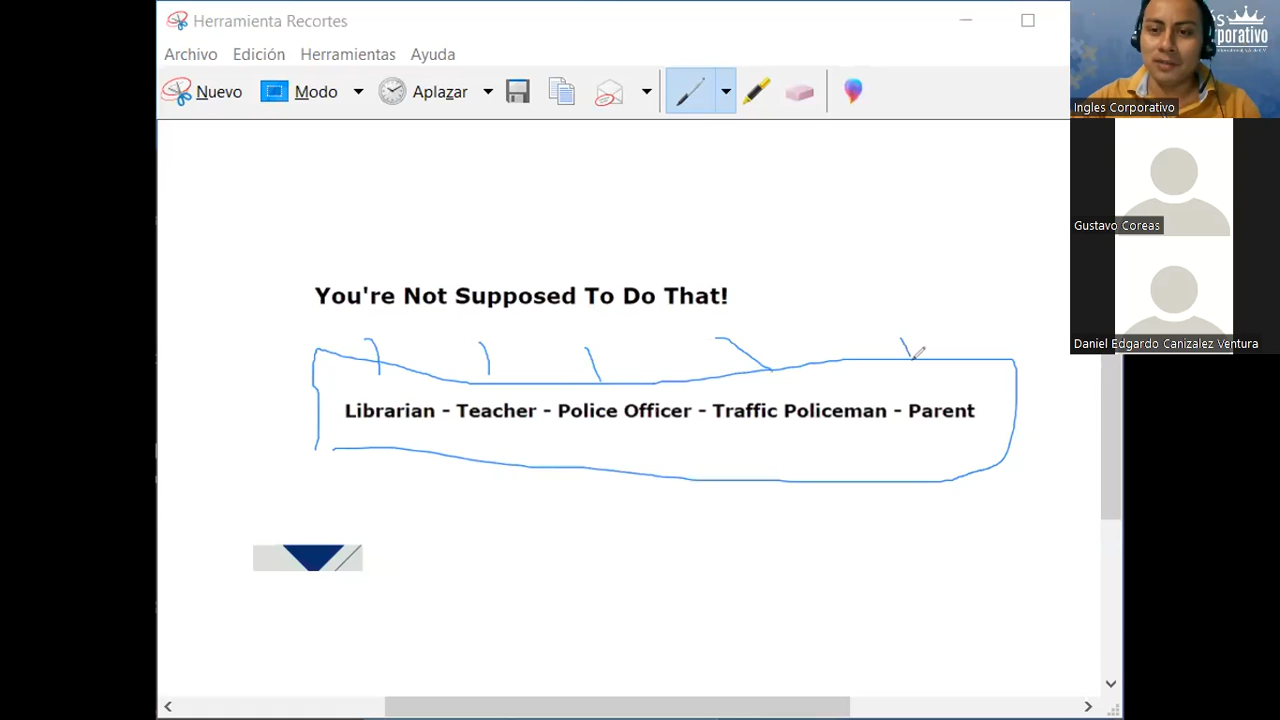 Herramienta Recortes
Archivo Edición Herramientas Ayuda
Nuevo Modo Aplazar
Ingles Corporativo
Gustavo Coreas
Daniel Edgardo Canizalez Ventura
You're Not Supposed To Do That!
Librarian - Teacher - Police Officer - Traffic Policeman - Parent